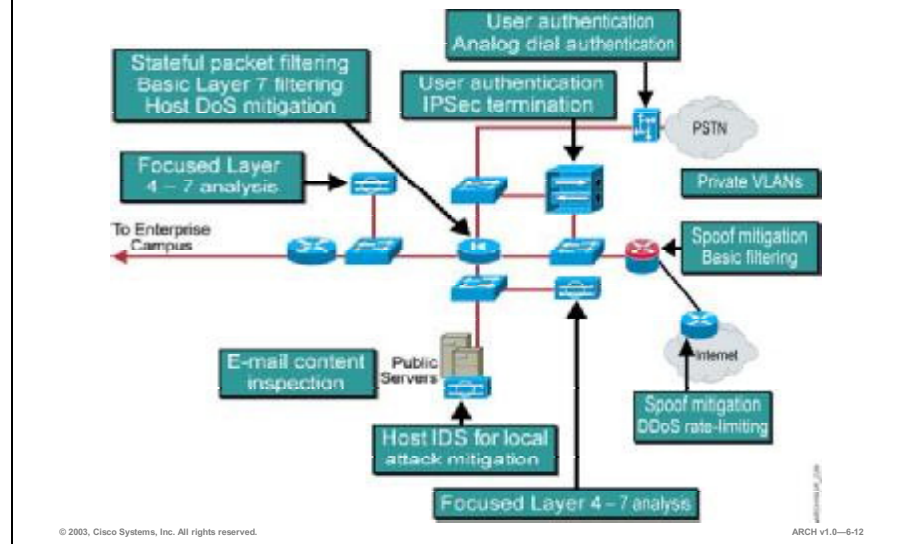 User authentication
Analog dial authentication
Stateful packet filtering
Basic Layer 7 filtering
Host DoS mitigation
User authentication
IPSec termination
PSTN
Focused Layer
4 – 7 analysis
Private VLANs
To Enterprise
Campus
Spoof mitigation
Basic filtering
E-mail content
inspection
Public
Servers
Internet
Spoof mitigation
DDoS rate-limiting
Host IDS for local
attack mitigation
Focused Layer 4 – 7 analysis
© 2003, Cisco Systems, Inc. All rights reserved.
ARCH v1.0—6-12